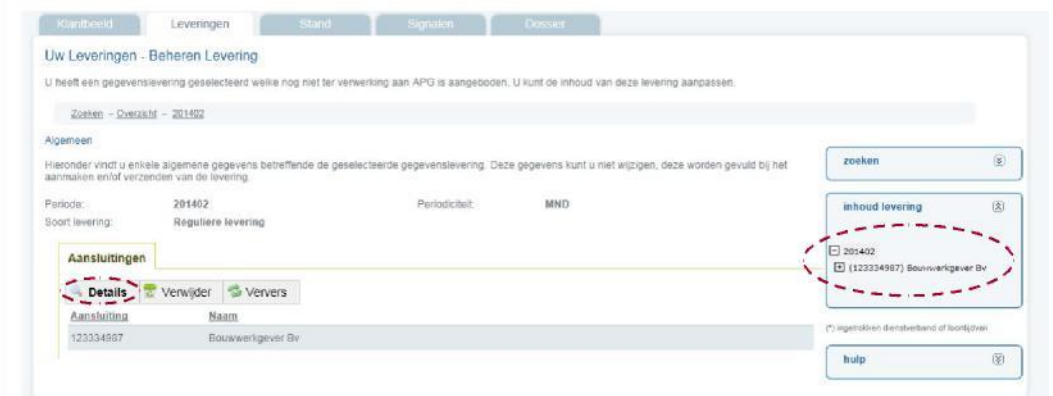 Klantbeeld Leveringen Stand Signalen Dossier
Uw Leveringen - Beheren Levering
U heeft een gegevenslevering geselecteerd welke nog niet ter verwerking aan APG is aangeboden. U kunt de inhoud van deze levering aanpassen.
Zoeken - Overzicht - 201402
Algemeen
Hieronder vindt u enkele algemene gegevens betreffende de geselecteerde gegevenslevering. Deze gegevens kunt u niet wijzigen, deze worden gevuld bij het
aanmaken en/of verzenden van de levering.
Periode: 201402 Periodiciteit: MND
Soort levering: Reguliere levering
Aansluitingen
Details Verwijder Ververs
Aansluiting Naam
123334987 Bouwwerkgever Bv
zoeken
inhoud levering
201402
(123334987) Bouwwerkgever Bv
(*) ingetrokken dienstverband of loontijdvak
hulp